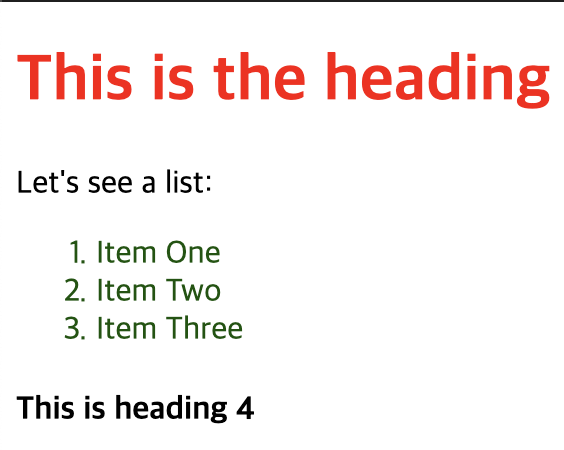 This is the heading
Let's see a list:
1. Item One
2. Item Two
3. Item Three
This is heading 4